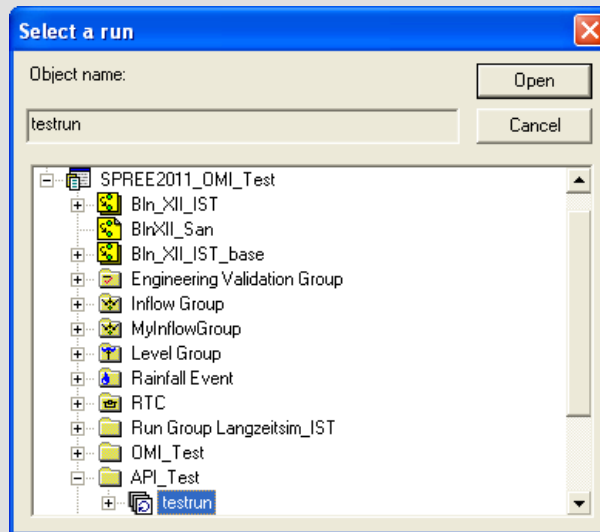 Select a run
Object name:
Open
testrun
Cancel
SPREE2011_OMI_Test
Bln_XII_IST
BlnXII_San
Bln_XII_IST_base
Engineering Validation Group
Inflow Group
MyInflowGroup
Level Group
Rainfall Event
RTC
Run Group Langzeitsim_IST
OMI_Test
API_Test
testrun